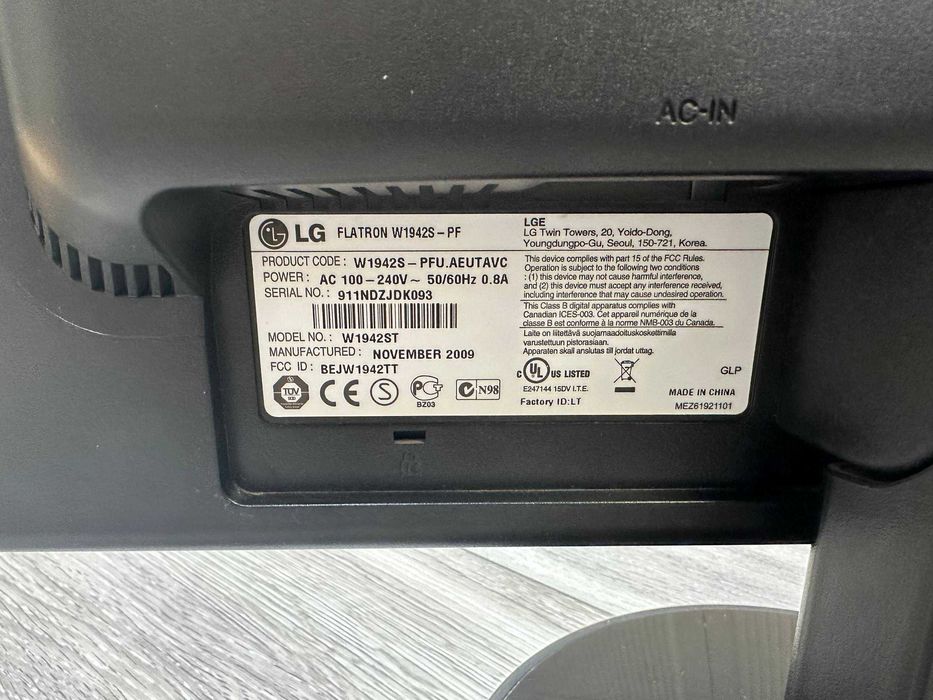 AC-IN
LG FLATRON W1942S-PF
PRODUCT CODE: W1942S-PFU.AEUTAVC
POWER: AC 100-240V~ 50/60Hz 0.8A
SERIAL NO.: 911NDZJDK093
MODEL NO.: W1942ST
MANUFACTURED: NOVEMBER 2009
FCC ID: BEJW1942TT
TÜV
CE
S
PCT
BZ03
N98
LGE
LG Twin Towers, 20, Yoido-Dong,
Youngdungpo-Gu, Seoul, 150-721, Korea.
This device complies with part 15 of the FCC Rules.
Operation is subject to the following two conditions
: (1) this device may not cause harmful interference,
and (2) this device must accept any interference received,
including interference that may cause undesired operation.
This Class B digital apparatus complies with
Canadian ICES-003. Cet appareil numérique de la
classe B est conforme à la norme NMB-003 du Canada.
Laite on liitettävä suojamaadoituskoskettimilla
varustettuun pistorasiaan.
Apparaten skall anslutas till jordat uttag.
c UL US LISTED
E247144 15DV I.T.E.
Factory ID:LT
GLP
MADE IN CHINA
MEZ61921101